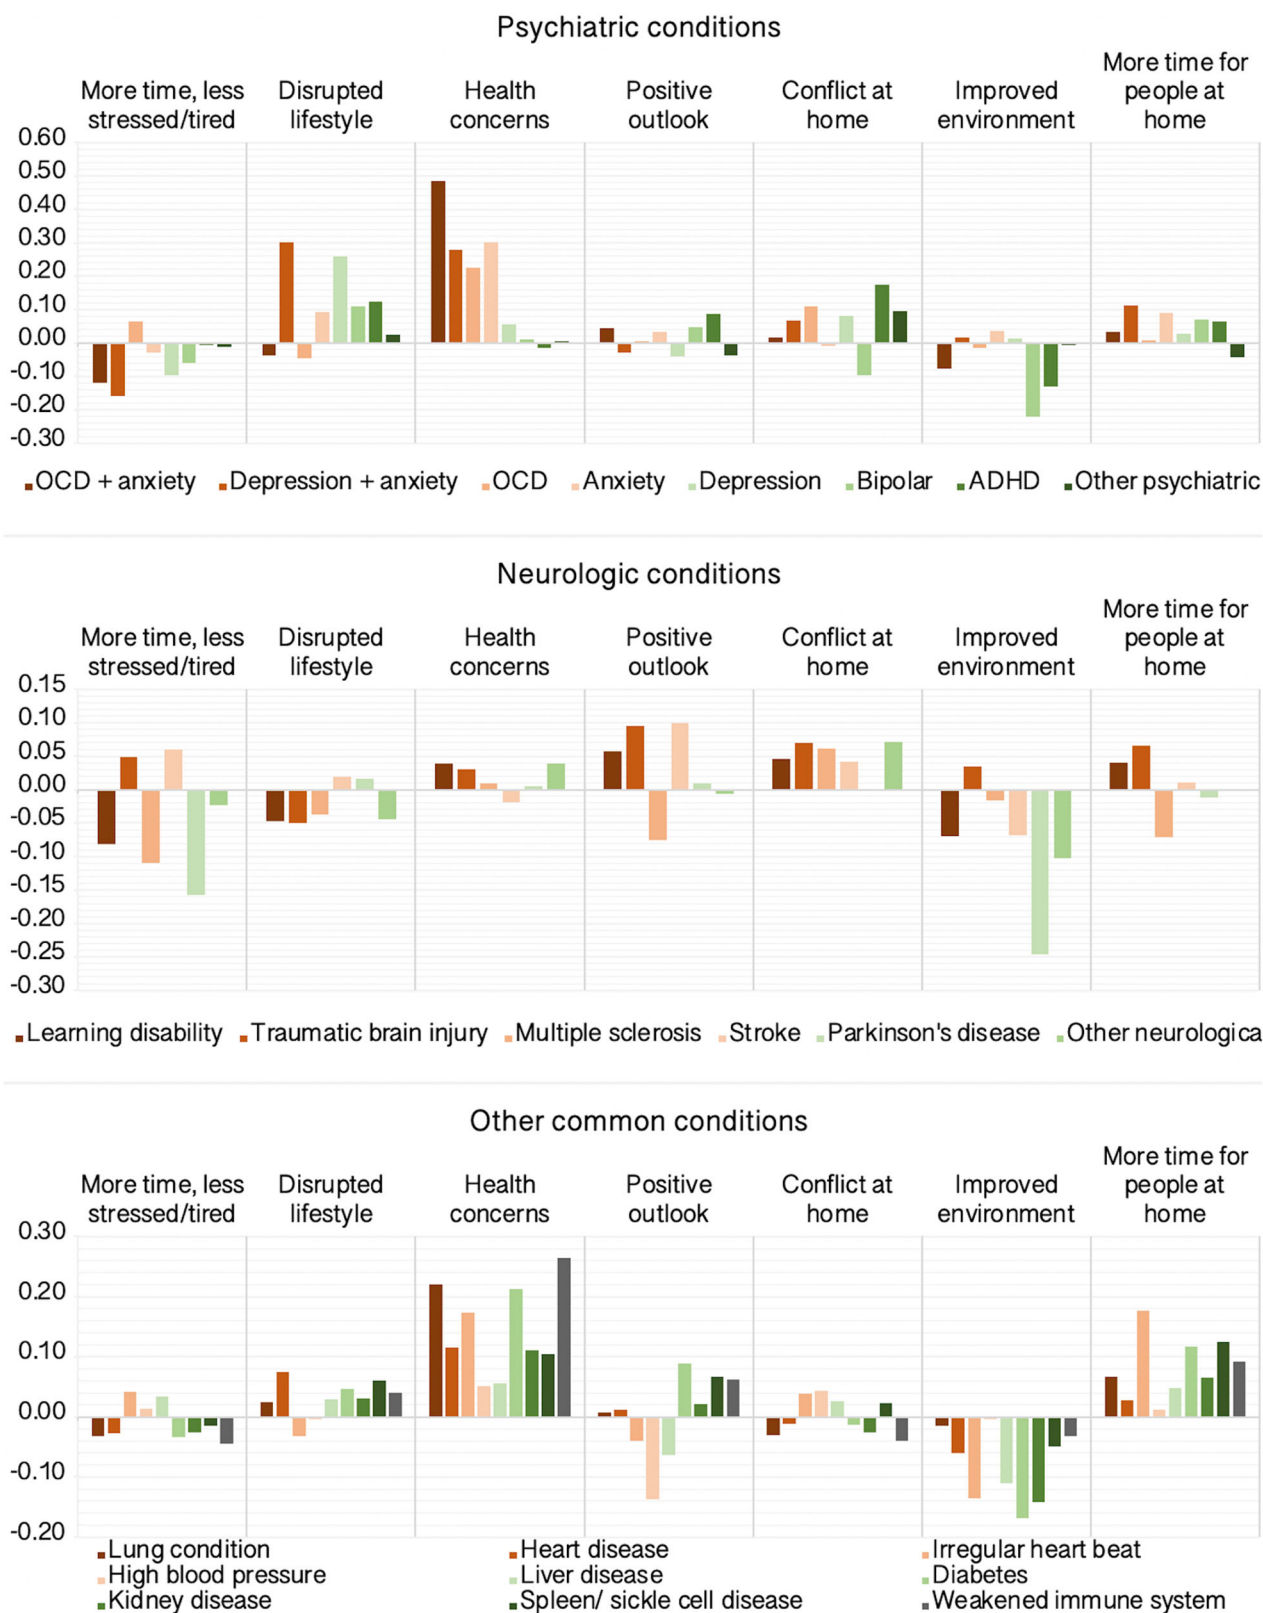 Psychiatric conditions
More time, less stressed/tired
Disrupted lifestyle
Health concerns
Positive outlook
Conflict at home
Improved environment
More time for people at home
0.60
0.50
0.40
0.30
0.20
0.10
0.00
-0.10
-0.20
-0.30
OCD + anxiety Depression + anxiety OCD Anxiety Depression Bipolar ADHD Other psychiatric
Neurologic conditions
More time, less stressed/tired
Disrupted lifestyle
Health concerns
Positive outlook
Conflict at home
Improved environment
More time for people at home
0.15
0.10
0.05
0.00
-0.05
-0.10
-0.15
-0.20
-0.25
-0.30
Learning disability Traumatic brain injury Multiple sclerosis Stroke Parkinson's disease Other neurologica
Other common conditions
More time, less stressed/tired
Disrupted lifestyle
Health concerns
Positive outlook
Conflict at home
Improved environment
More time for people at home
0.30
0.20
0.10
0.00
-0.10
-0.20
Lung condition Heart disease Irregular heart beat
High blood pressure Liver disease Diabetes
Kidney disease Spleen/ sickle cell disease Weakened immune system